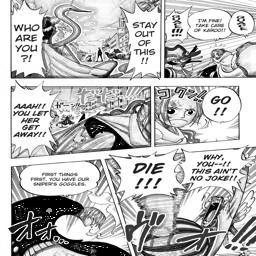 I'M FINE!
TAKE CARE
OF KAROO!!
STAY
OUT OF
THIS!!
WHO
ARE
YOU
?!
GO
!!
AAAH!!
YOU LET
HER GET
AWAY!!
WHY,
YOU--!!
THIS AIN'T
NO JOKE!!
DIE
!!!
FIRST THINGS
FIRST. YOU HAVE OUR
SNIPER'S GOGGLES.